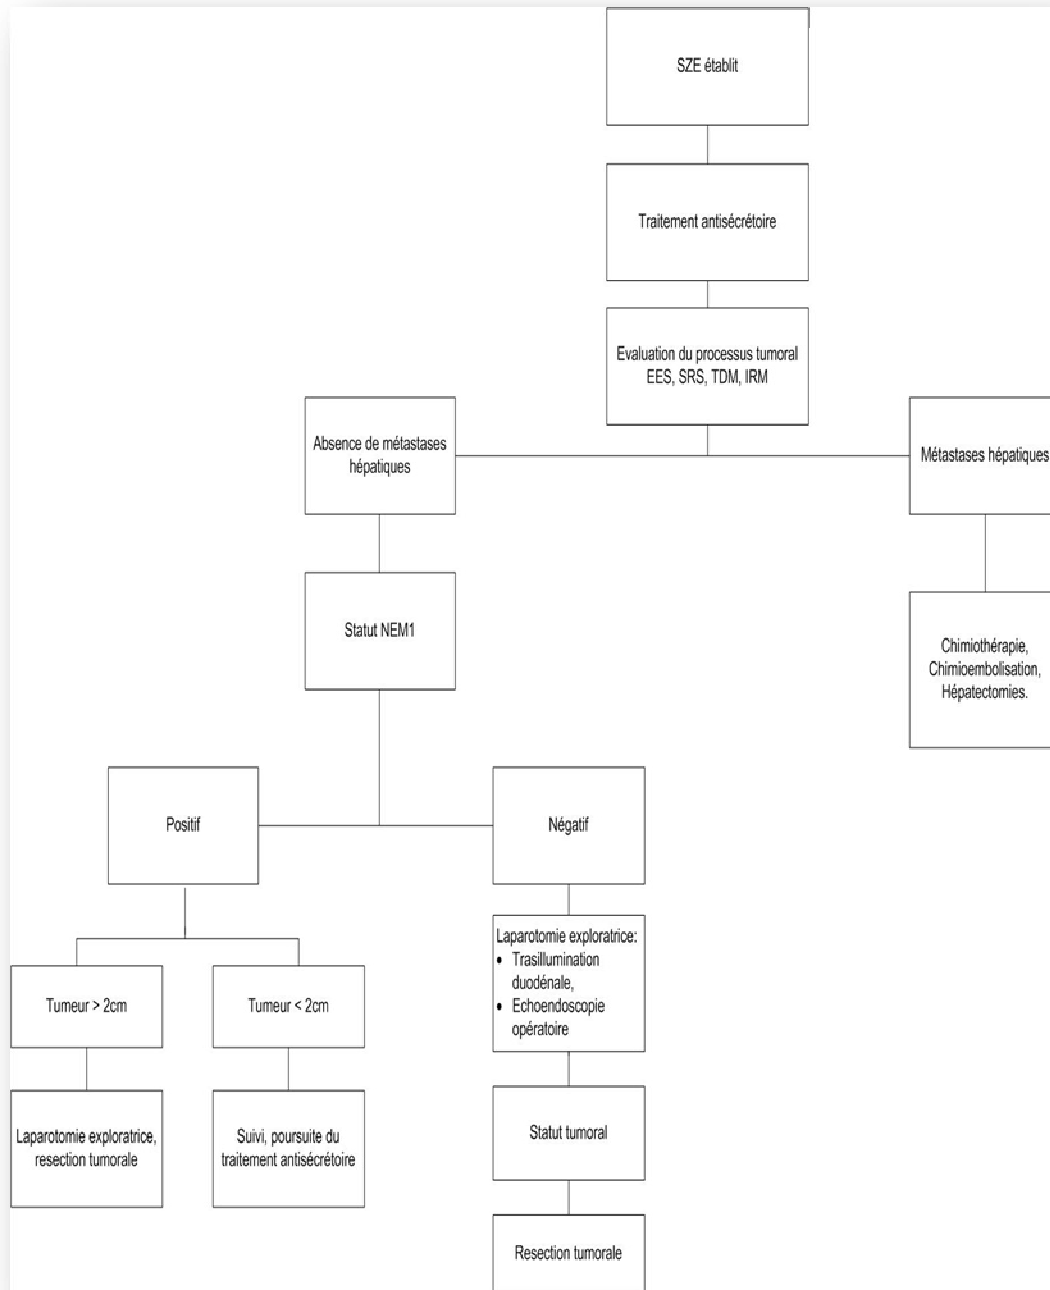 SZE établit
Traitement antisécrétoire
Evaluation du processus tumoral
EES, SRS, TDM, IRM
Absence de métastases
hépatiques
Métastases hépatiques
Statut NEM1
Chimiothérapie,
Chimioembolisation,
Hépatectomies.
Positif
Négatif
Laparotomie exploratrice:
• Trasillumination
duodénale,
• Echoendoscopie
opératoire
Tumeur > 2cm
Tumeur < 2cm
Laparotomie exploratrice,
resection tumorale
Suivi, poursuite du
traitement antisécrétoire
Statut tumoral
Resection tumorale